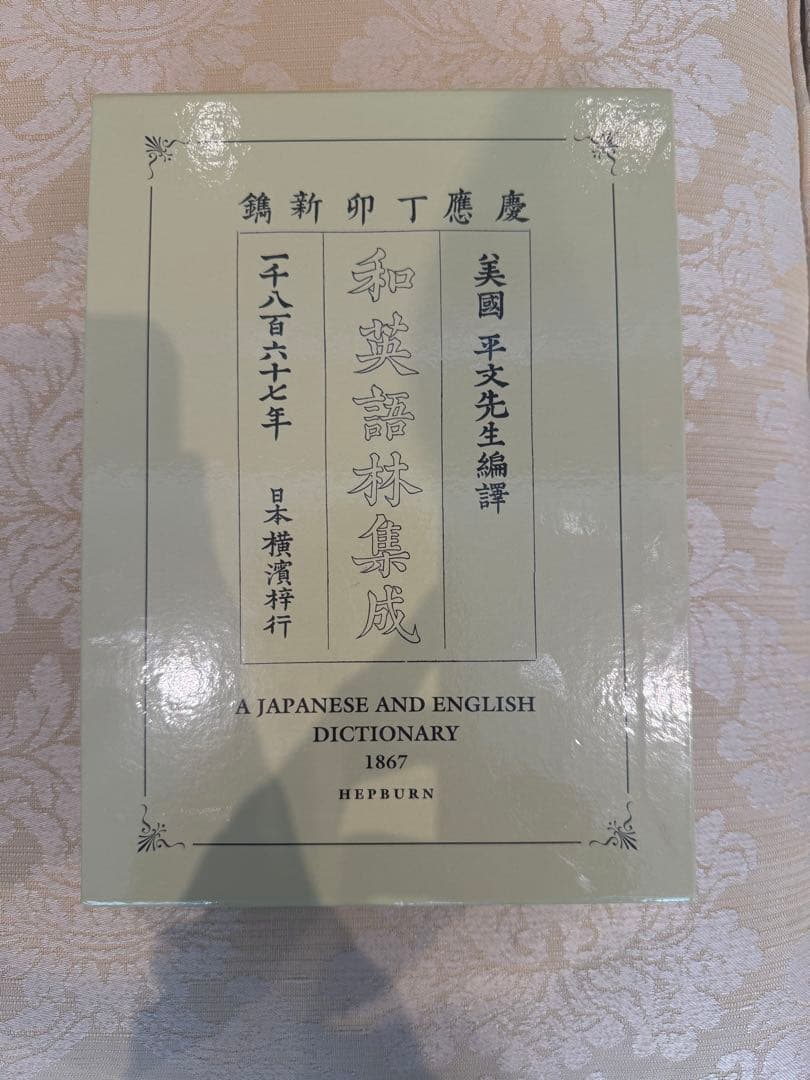 慶應丁卯新鐫
美國 平文先生編譯
和英語林集成
一千八百六十七年 日本橫濱梓行
A JAPANESE AND ENGLISH
DICTIONARY
1867
HEPBURN